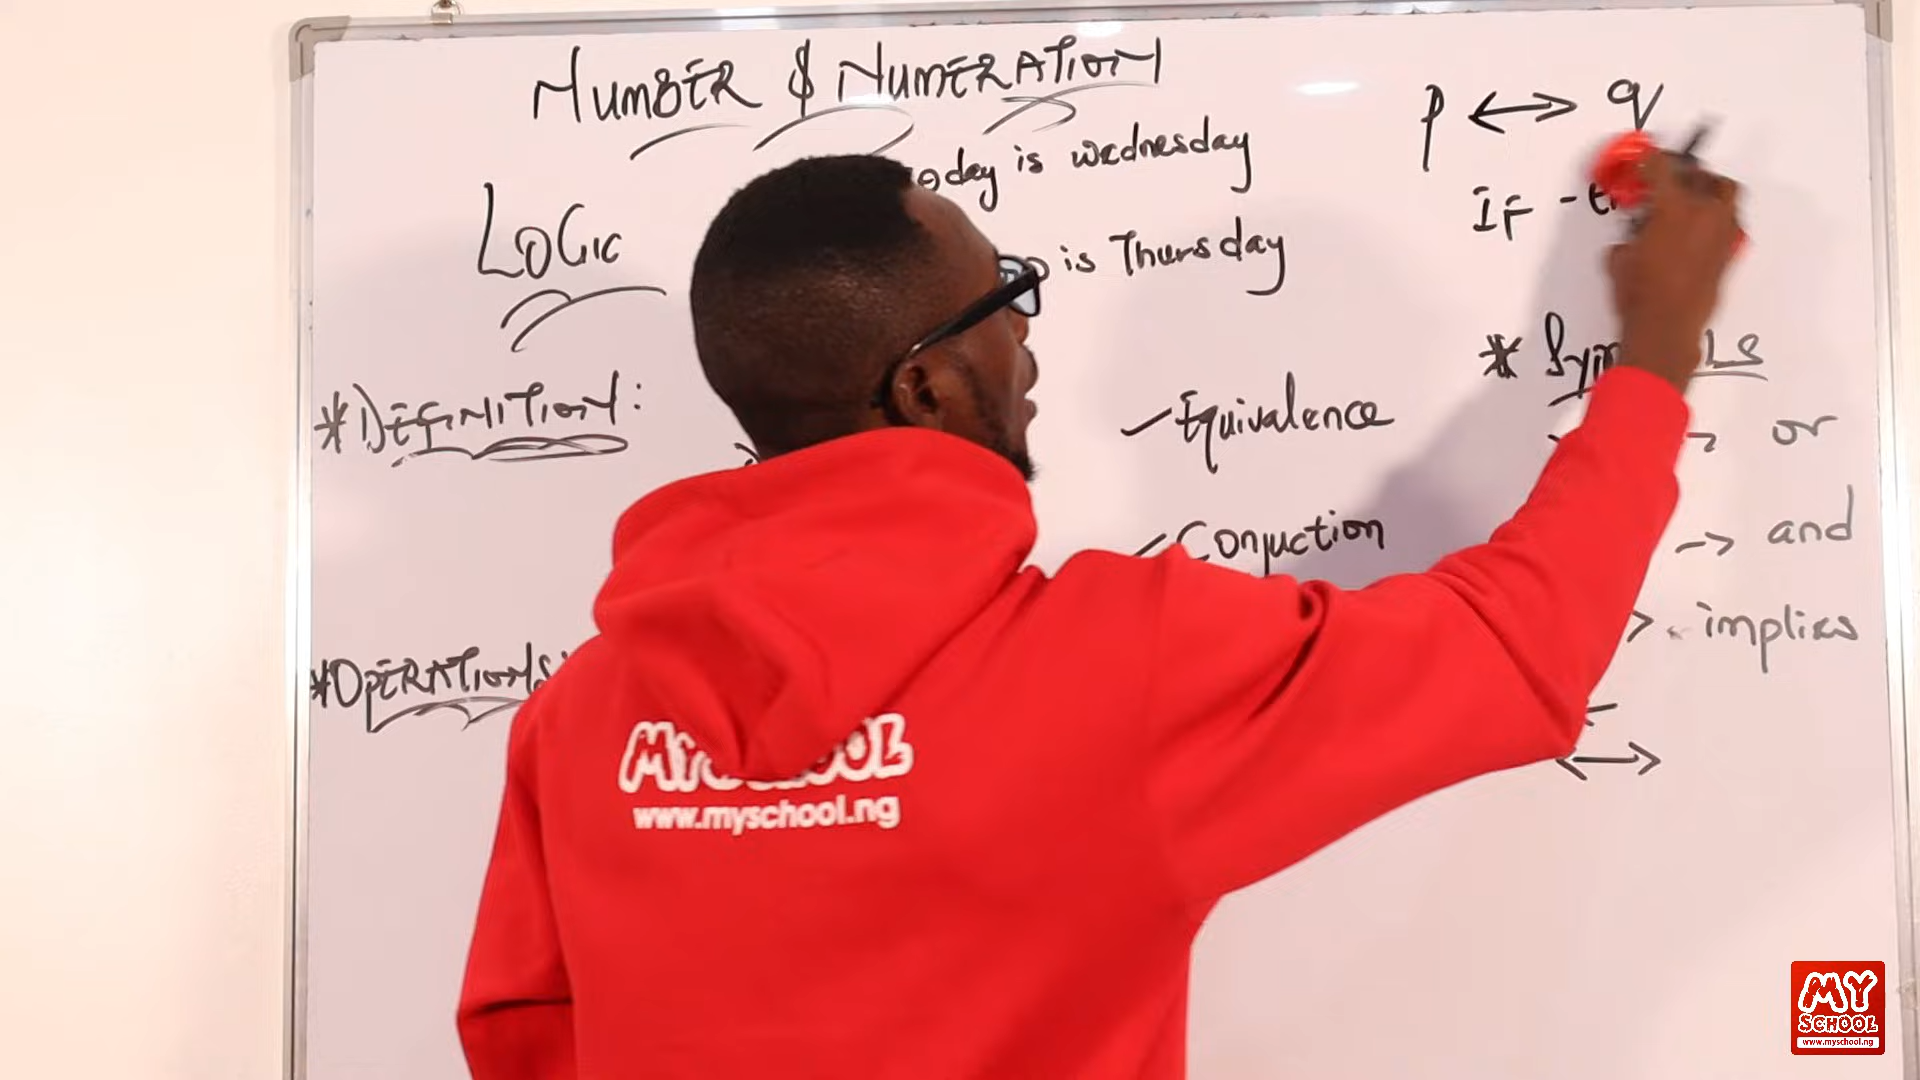 NUMBER & NUMERATION
today is wednesday
is Thursday
LOGIC
p ↔ q
IF -
* DEFINITION:
✓ Equivalence
✓ Conjuction
* OPERATIONS:
*
or
→ and
implies
↔
MYSCHOOL
www.myschool.ng
MY
SCHOOL
www.myschool.ng